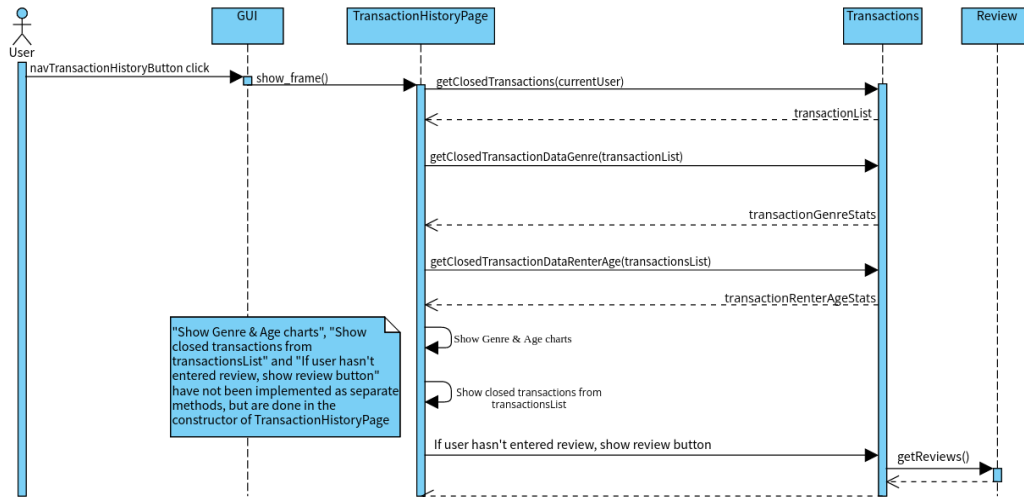 GUI
TransactionHistoryPage
Transactions
Review
User
navTransactionHistoryButton click
show_frame()
getClosedTransactions(currentUser)
transactionList
getClosedTransactionDataGenre(transactionList)
transactionGenreStats
getClosedTransactionDataRenterAge(transactionsList)
transactionRenterAgeStats
"Show Genre & Age charts", "Show
closed transactions from
transactionsList" and "If user hasn't
entered review, show review button"
have not been implemented as separate
methods, but are done in the
constructor of TransactionHistoryPage
Show Genre & Age charts
Show closed transactions from
transactionsList
If user hasn't entered review, show review button
getReviews()